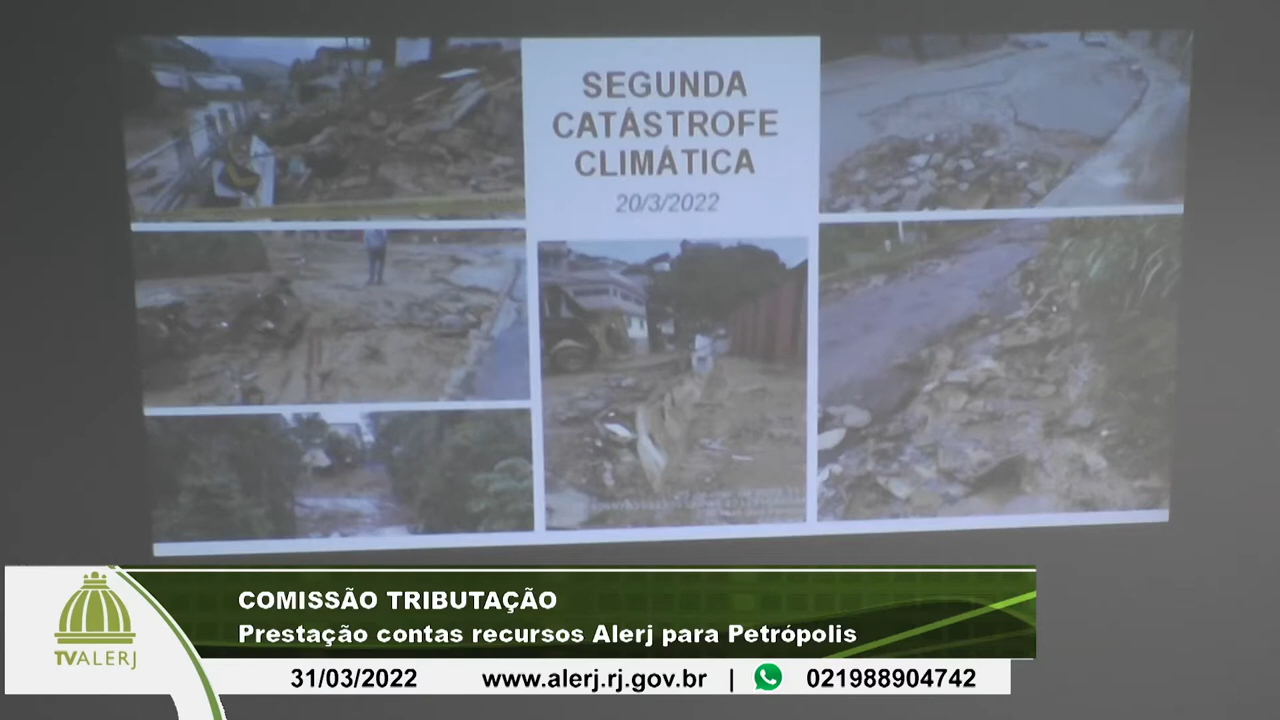 SEGUNDA
CATÁSTROFE
CLIMÁTICA
20/3/2022
COMISSÃO TRIBUTAÇÃO
Prestação contas recursos Alerj para Petrópolis
TVALERJ
31/03/2022 www.alerj.rj.gov.br | 021988904742